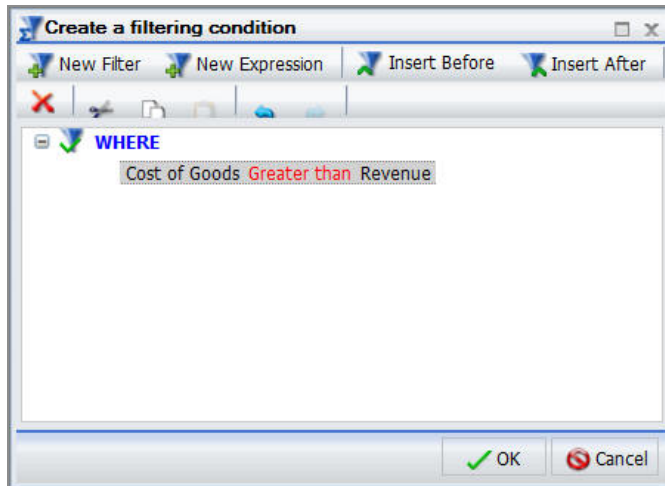 Create a filtering condition
New Filter New Expression Insert Before Insert After
WHERE
Cost of Goods Greater than Revenue
OK Cancel